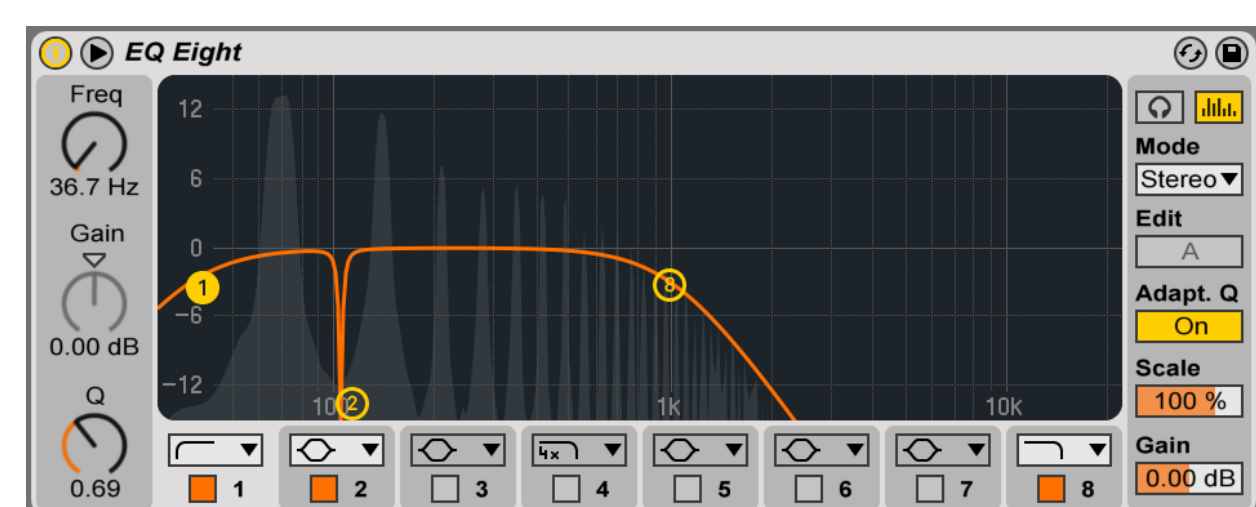 EQ Eight
Freq
36.7 Hz
Gain
0.00 dB
Q
0.69
12
6
0
−6
−12
100
1k
10k
1
2
8
4x
1
2
3
4
5
6
7
8
Mode
Stereo
Edit
A
Adapt. Q
On
Scale
100 %
Gain
0.00 dB